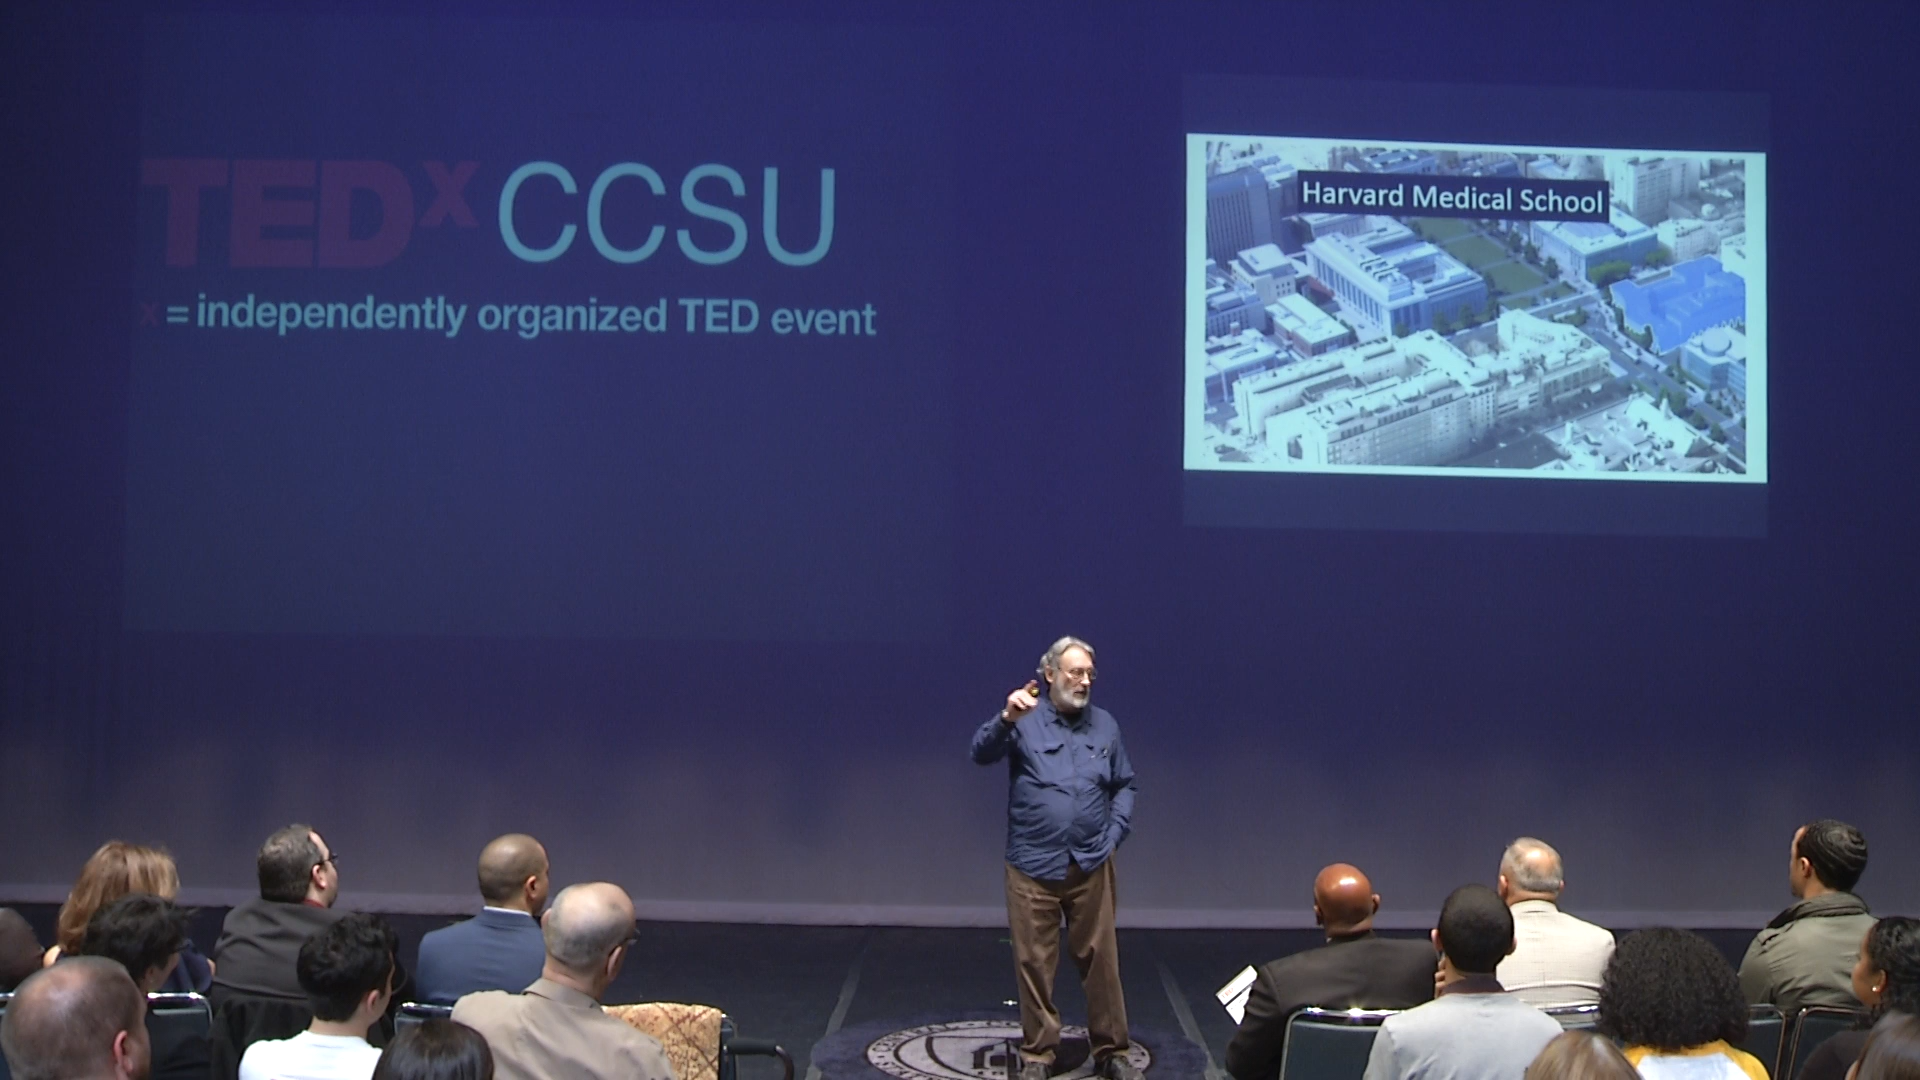 TEDx CCSU
x = independently organized TED event
Harvard Medical School